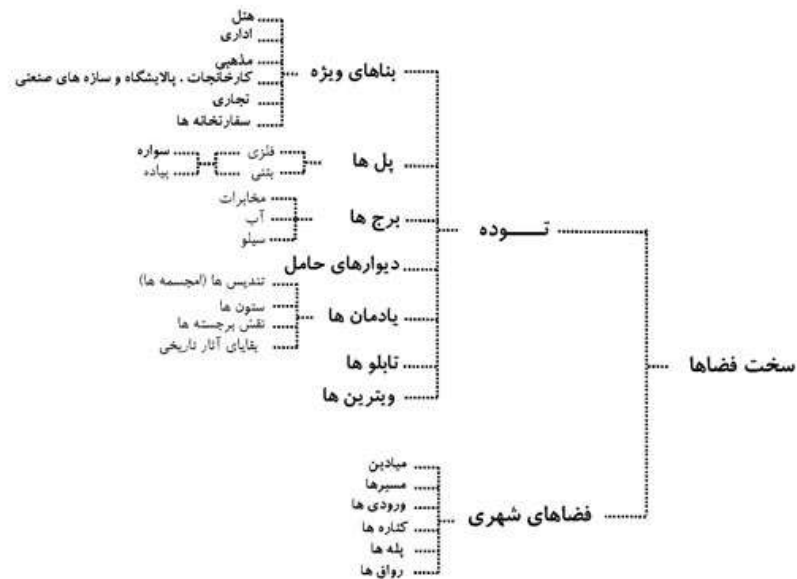 سخت فضاها
تـــوده
بناهای ویژه
هتل
اداری
مذهبی
کارخانجات . پالایشگاه و سازه های صنعتی
تجاری
سفارتخانه ها
پل ها
فلزی
بتنی
سواره
پیاده
برج ها
مخابرات
آب
سیلو
دیوارهای حامل
یادمان ها
تندیس ها (امجسمه ها)
ستون ها
نقش برجسته ها
بقایای آثار تاریخی
تابلو ها
ویترین ها
فضاهای شهری
میادین
مسیرها
ورودی ها
کناره ها
پله ها
رواق ها